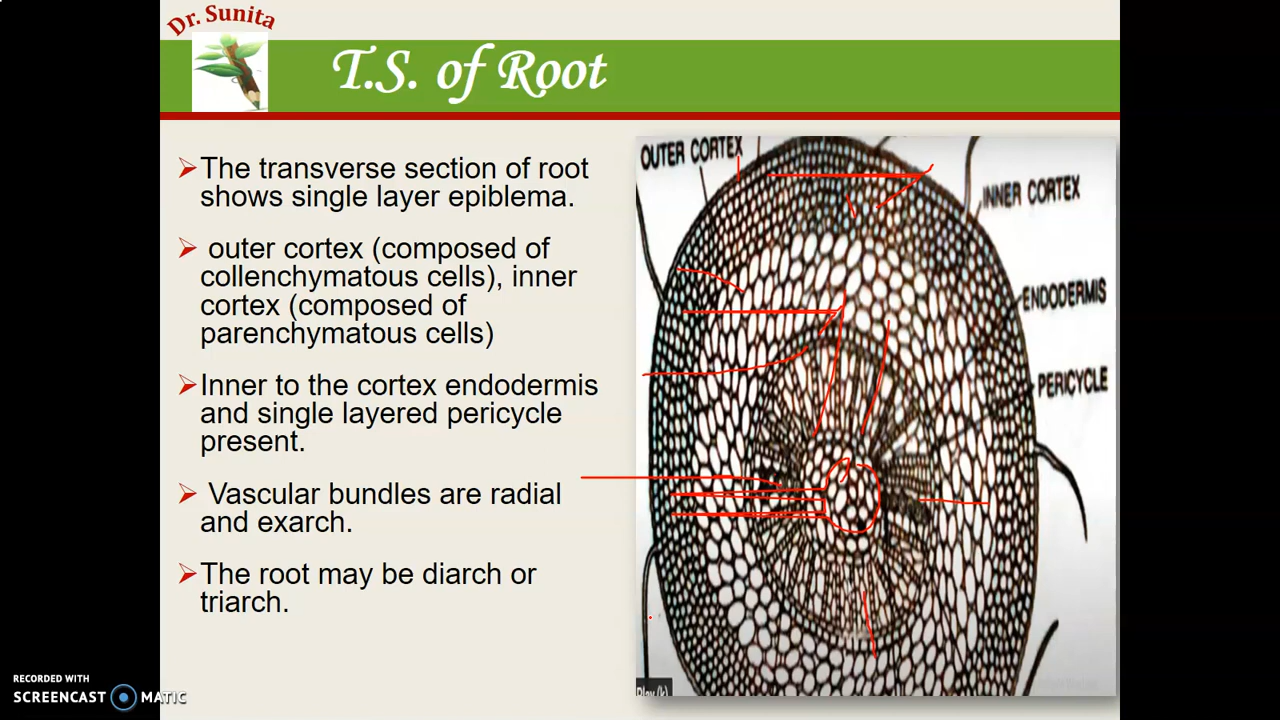 Dr. Sunita
T.S. of Root
The transverse section of root
shows single layer epiblema.
outer cortex (composed of
collenchymatous cells), inner
cortex (composed of
parenchymatous cells)
Inner to the cortex endodermis
and single layered pericycle
present.
Vascular bundles are radial
and exarch.
The root may be diarch or
triarch.
OUTER CORTEX
INNER CORTEX
ENDODERMIS
PERICYCLE
Play (k)
RECORDED WITH
SCREENCAST MATIC